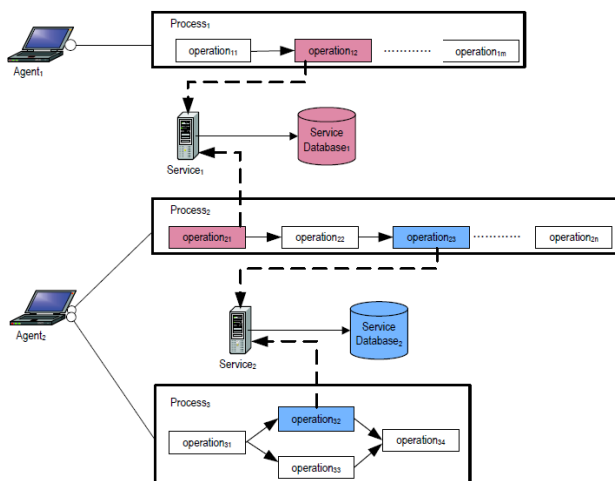 Process₁
operation₁₁
operation₁₂
operation₁ₘ
Agent₁
Service
Database₁
Service₁
Process₂
operation₂₁
operation₂₂
operation₂₃
operation₂ₙ
Agent₂
Service
Database₂
Service₂
Process₃
operation₃₂
operation₃₁
operation₃₄
operation₃₃